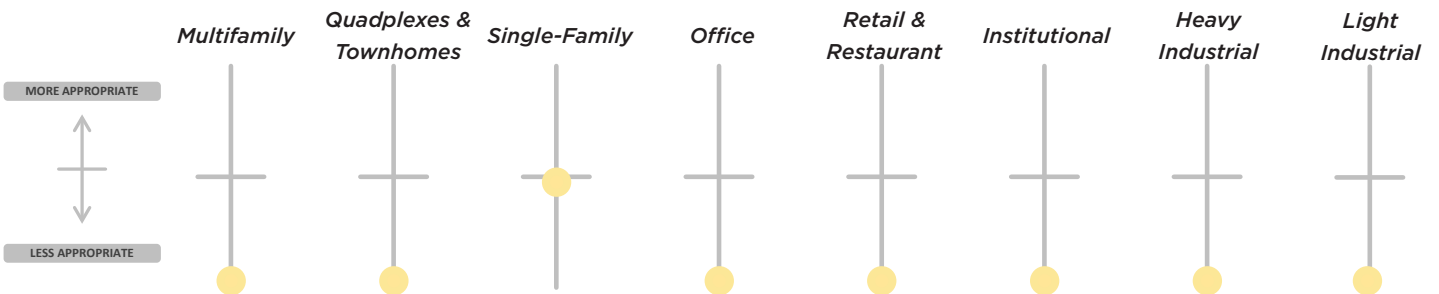 Multifamily
Quadplexes &
Townhomes
Single-Family
Office
Retail &
Restaurant
Institutional
Heavy
Industrial
Light
Industrial
MORE APPROPRIATE
LESS APPROPRIATE